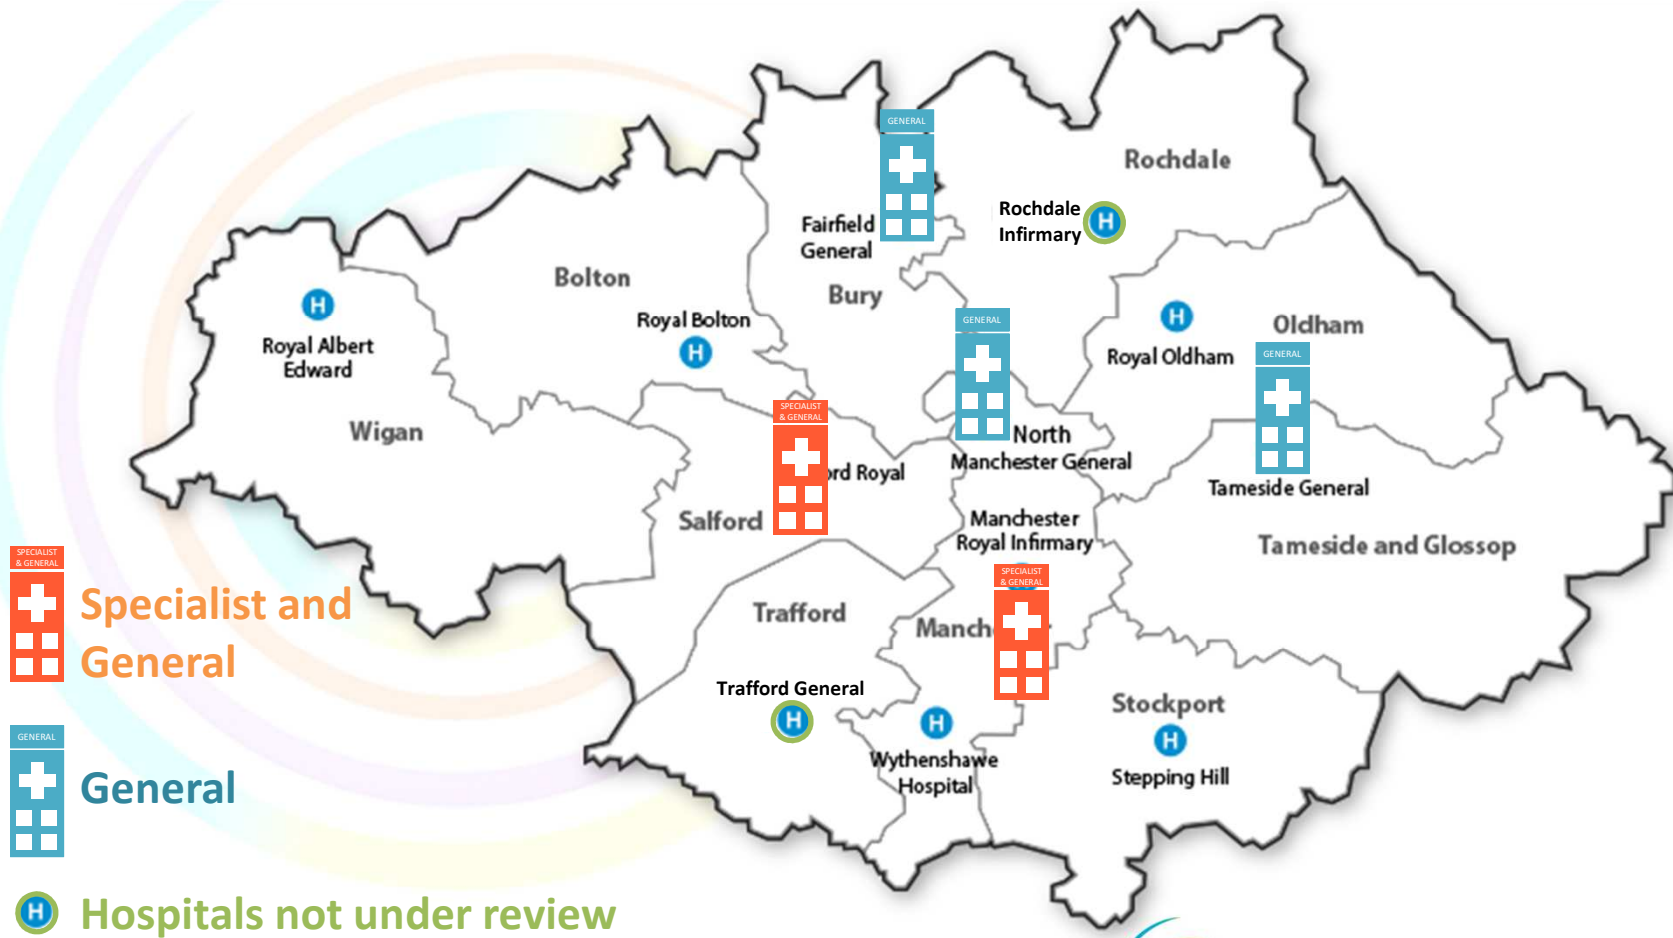 GENERAL
Rochdale
Rochdale
Infirmary
Fairfield
General
Bolton
Bury
Royal Bolton
GENERAL
Oldham
Royal Oldham
Royal Albert
Edward
GENERAL
Wigan
SPECIALIST
& GENERAL
North
Manchester General
Royal
Tameside General
Salford
Manchester
Royal Infirmary
Tameside and Glossop
SPECIALIST
& GENERAL
SPECIALIST
& GENERAL
Specialist and
General
Trafford
Manch
Trafford General
Stockport
GENERAL
General
Wythenshawe
Hospital
Stepping Hill
Hospitals not under review
H
H
H
H
H
H
H
H